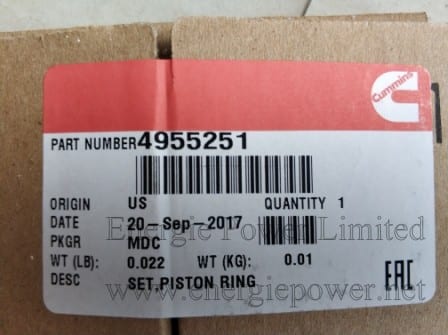 Cummins
PART NUMBER 4955251
ORIGIN US QUANTITY 1
DATE 20-Sep-2017
PKGR MDC
WT (LB): 0.022 WT (KG): 0.01
DESC SET,PISTON RING
EAC
Energie Power Limited
www.energiepower.net